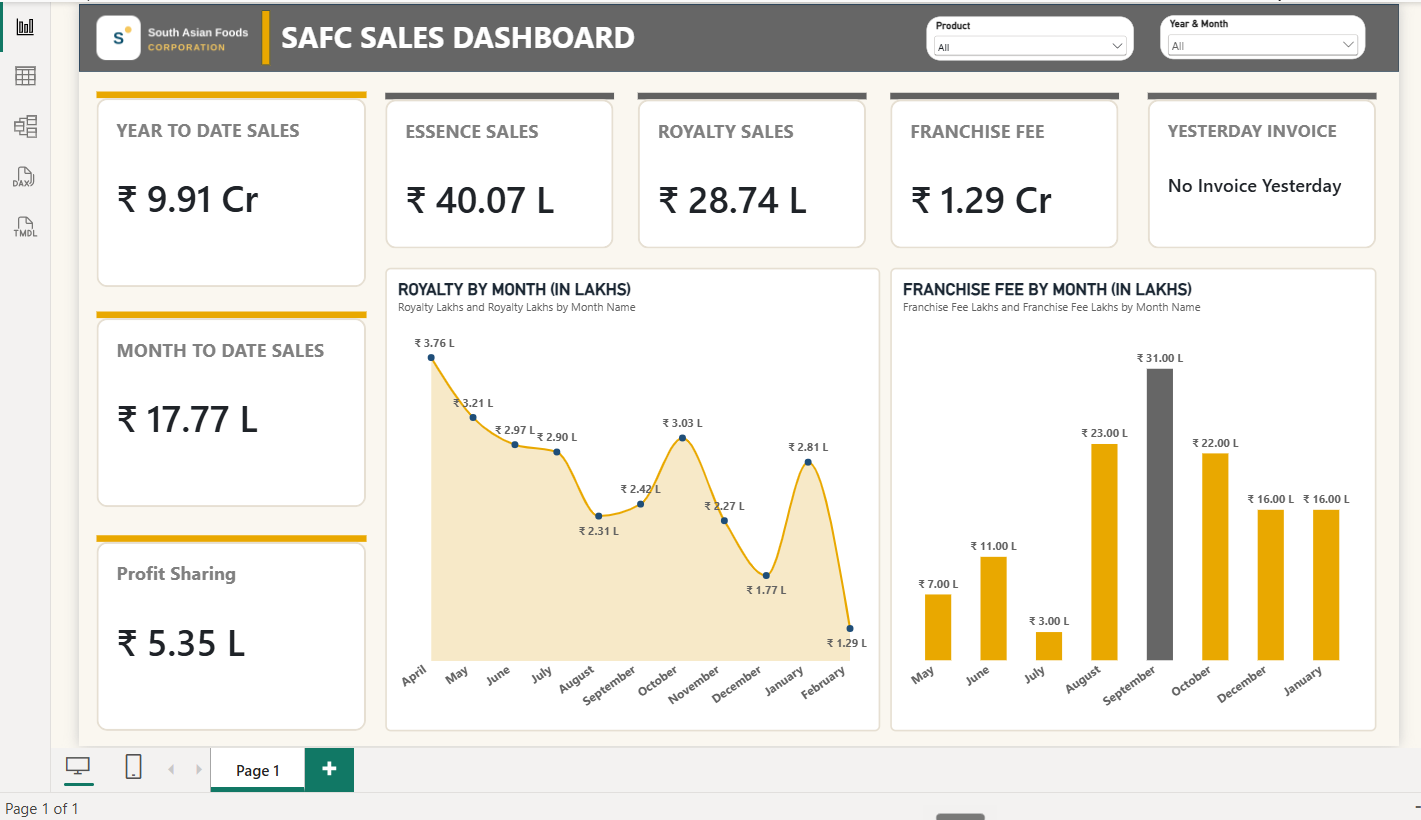 S
South Asian Foods
CORPORATION
SAFC SALES DASHBOARD
Product
All
Year & Month
All
DAX
TMDL
YEAR TO DATE SALES
₹ 9.91 Cr
ESSENCE SALES
₹ 40.07 L
ROYALTY SALES
₹ 28.74 L
FRANCHISE FEE
₹ 1.29 Cr
YESTERDAY INVOICE
No Invoice Yesterday
MONTH TO DATE SALES
₹ 17.77 L
Profit Sharing
₹ 5.35 L
ROYALTY BY MONTH (IN LAKHS)
Royalty Lakhs and Royalty Lakhs by Month Name
₹ 3.76 L
₹ 3.21 L
₹ 2.97 L
₹ 2.90 L
₹ 2.31 L
₹ 2.42 L
₹ 3.03 L
₹ 2.27 L
₹ 1.77 L
₹ 2.81 L
₹ 1.29 L
April
May
June
July
August
September
October
November
December
January
February
FRANCHISE FEE BY MONTH (IN LAKHS)
Franchise Fee Lakhs and Franchise Fee Lakhs by Month Name
₹ 7.00 L
₹ 11.00 L
₹ 3.00 L
₹ 23.00 L
₹ 31.00 L
₹ 22.00 L
₹ 16.00 L
₹ 16.00 L
May
June
July
August
September
October
December
January
Page 1
Page 1 of 1